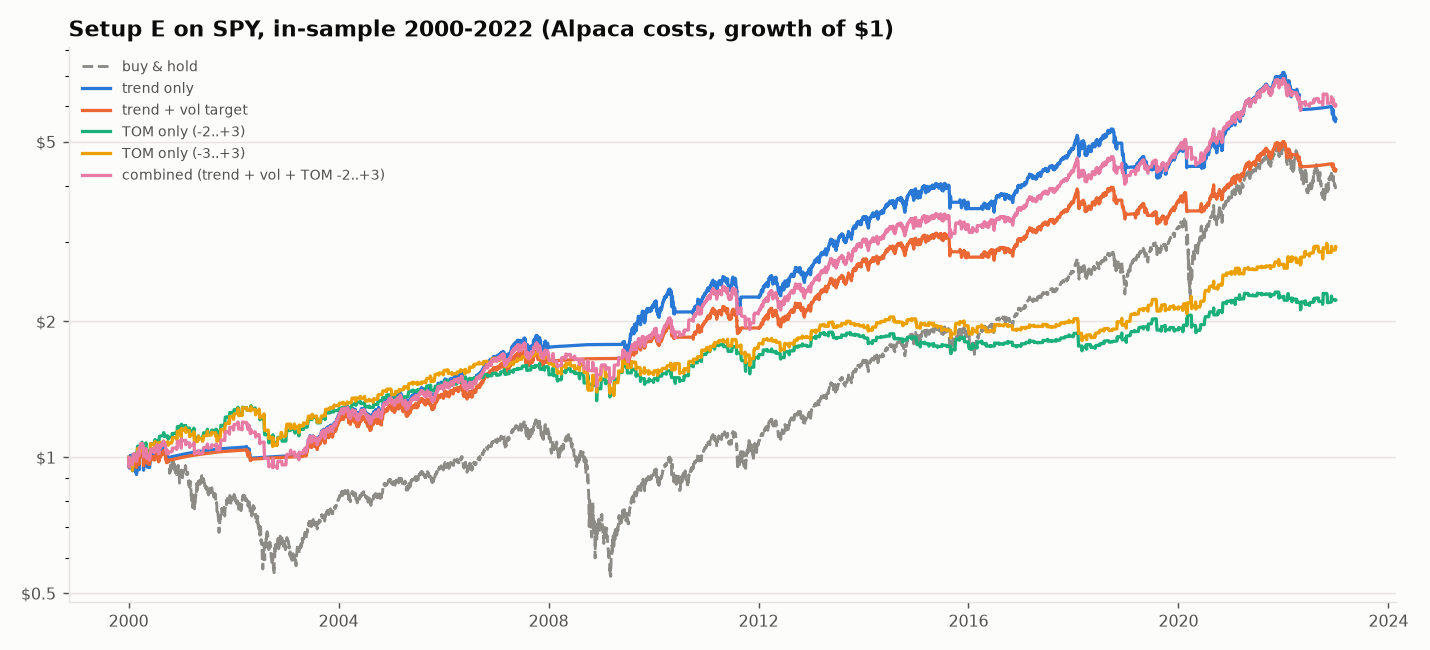 Setup E on SPY, in-sample 2000-2022 (Alpaca costs, growth of $1)
buy & hold
trend only
trend + vol target
TOM only (-2..+3)
TOM only (-3..+3)
combined (trend + vol + TOM -2..+3)
$5
$2
$1
$0.5
2000 2004 2008 2012 2016 2020 2024